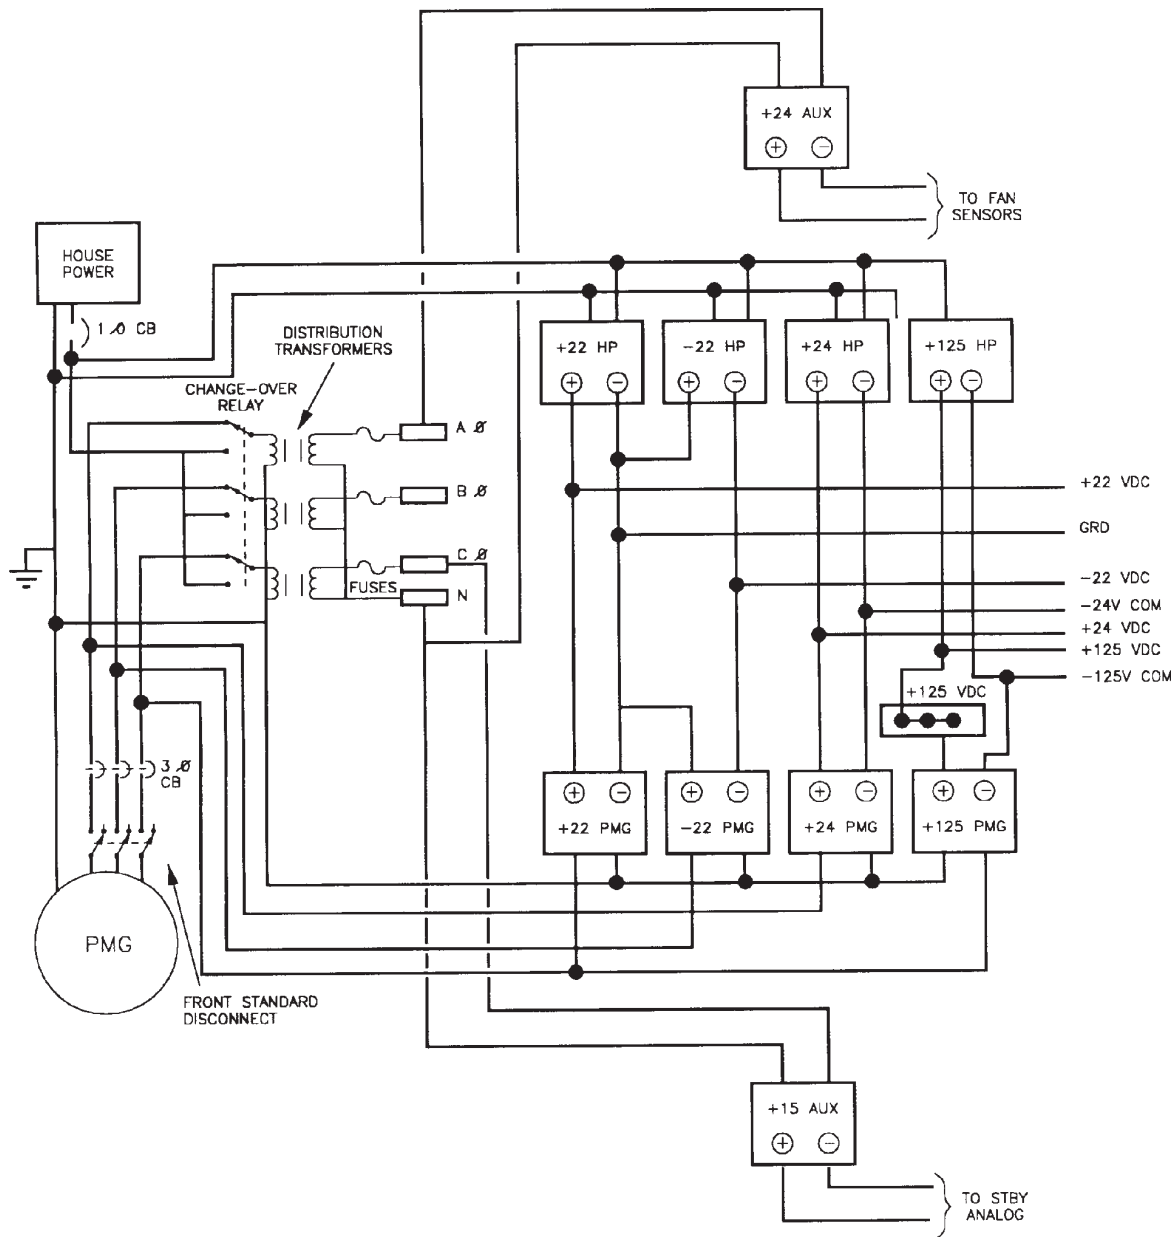 +24 AUX
+ −
TO FAN
SENSORS
HOUSE
POWER
1 Ø CB
DISTRIBUTION
TRANSFORMERS
CHANGE-OVER
RELAY
+22 HP
+ −
-22 HP
+ −
+24 HP
+ −
+125 HP
+ −
A Ø
B Ø
C Ø
FUSES
N
+22 VDC
GRD
-22 VDC
-24V COM
+24 VDC
+125 VDC
-125V COM
+125 VDC
3 Ø
CB
+ −
+22 PMG
+ −
-22 PMG
+ −
+24 PMG
+ −
+125 PMG
PMG
FRONT STANDARD
DISCONNECT
+15 AUX
+ −
TO STBY
ANALOG